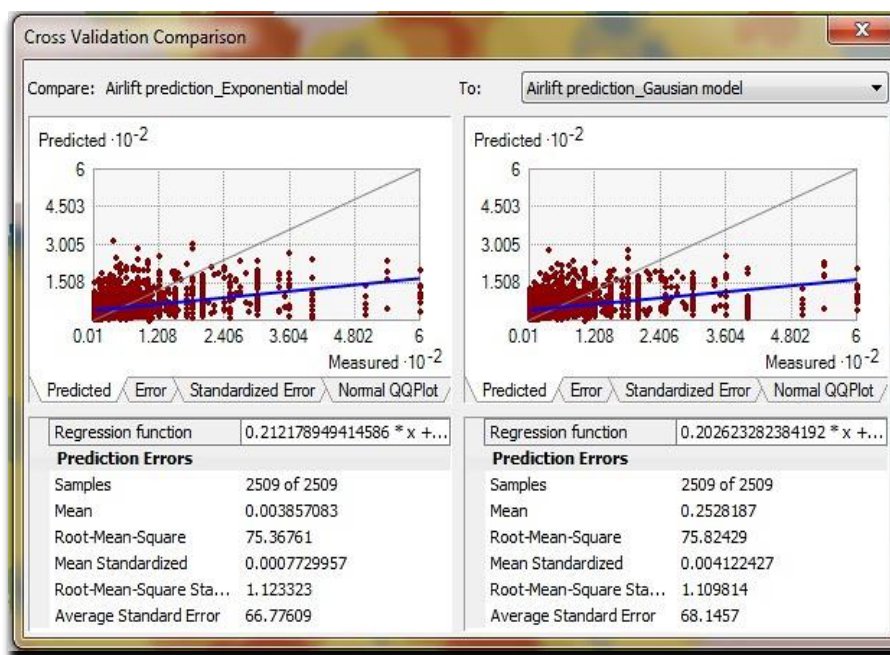 Cross Validation Comparison
x
Compare: Airlift prediction_Exponential model
To: Airlift prediction_Gausian model
Predicted ·10-2
6
4.503
3.005
1.508
0.01 1.208 2.406 3.604 4.802 6
Measured ·10-2
Predicted Error Standardized Error Normal QQPlot
Regression function 0.212178949414586 * x +...
Prediction Errors
Samples 2509 of 2509
Mean 0.003857083
Root-Mean-Square 75.36761
Mean Standardized 0.0007729957
Root-Mean-Square Sta... 1.123323
Average Standard Error 66.77609
Predicted ·10-2
6
4.503
3.005
1.508
0.01 1.208 2.406 3.604 4.802 6
Measured ·10-2
Predicted Error Standardized Error Normal QQPlot
Regression function 0.202623282384192 * x +...
Prediction Errors
Samples 2509 of 2509
Mean 0.2528187
Root-Mean-Square 75.82429
Mean Standardized 0.004122427
Root-Mean-Square Sta... 1.109814
Average Standard Error 68.1457